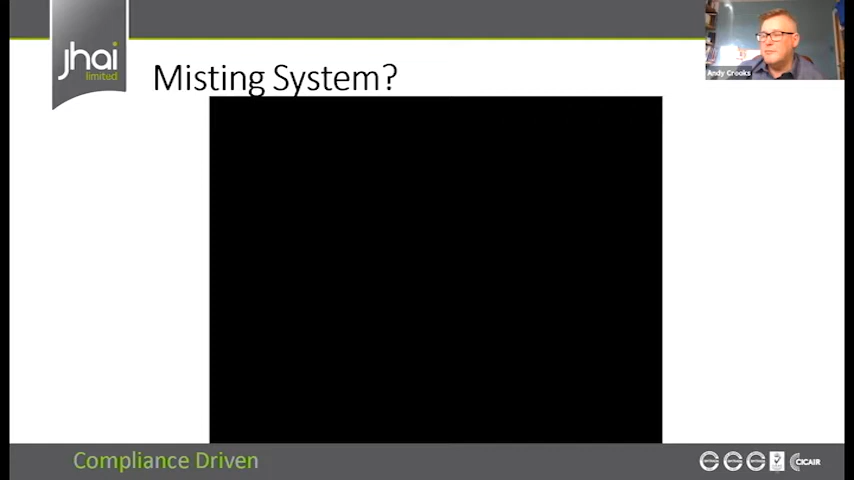 jhai
limited
Misting System?
Andy Crooks
Compliance Driven
CICAIR